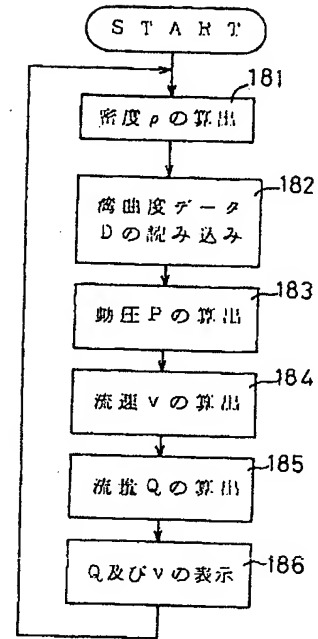 START
181
密度ρの算出
182
湾曲度データ
Dの読み込み
183
動圧Pの算出
184
流速vの算出
185
流量Qの算出
186
Q及びvの表示